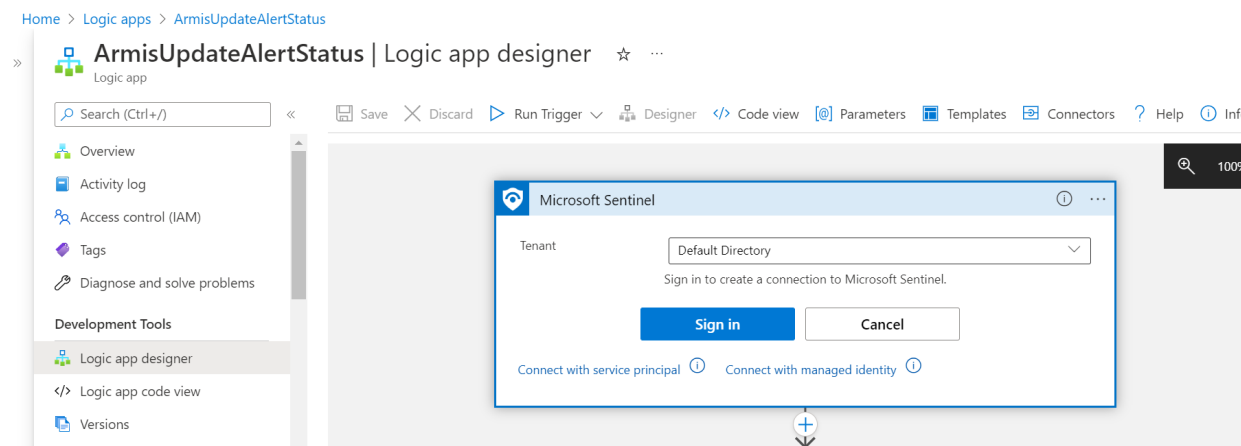 Home > Logic apps > ArmisUpdateAlertStatus
ArmisUpdateAlertStatus | Logic app designer
Logic app
Search (Ctrl+/)
Save Discard Run Trigger Designer Code view Parameters Templates Connectors Help Inf
Overview
Activity log
Access control (IAM)
Tags
Diagnose and solve problems
Development Tools
Logic app designer
Logic app code view
Versions
100%
Microsoft Sentinel
Tenant
Default Directory
Sign in to create a connection to Microsoft Sentinel.
Sign in Cancel
Connect with service principal Connect with managed identity